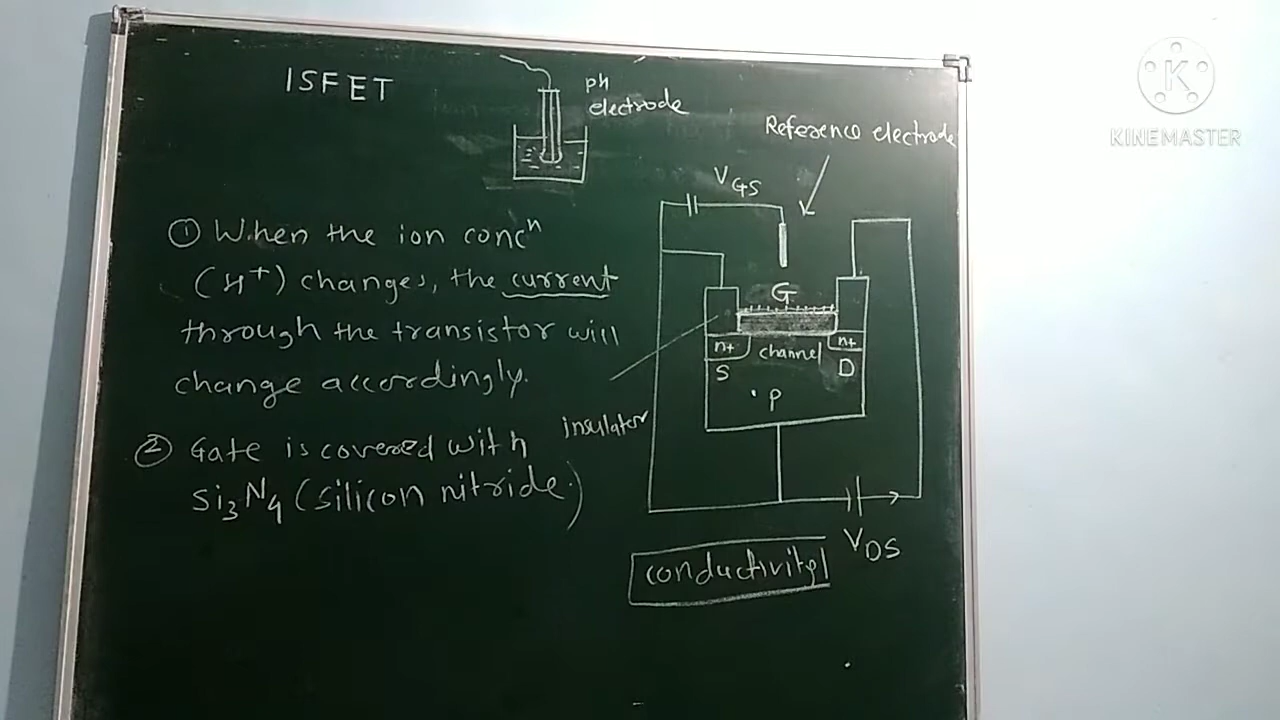 ISFET
ph
electrode
Reference electrode
VGS
① When the ion concⁿ
(H⁺) changes, the current
through the transistor will
change accordingly.
② Gate is covered with
Si₃N₄ (silicon nitride.)
insulator
G
n+
channel
n+
S
D
P
VDS
conductivity
K
KINEMASTER